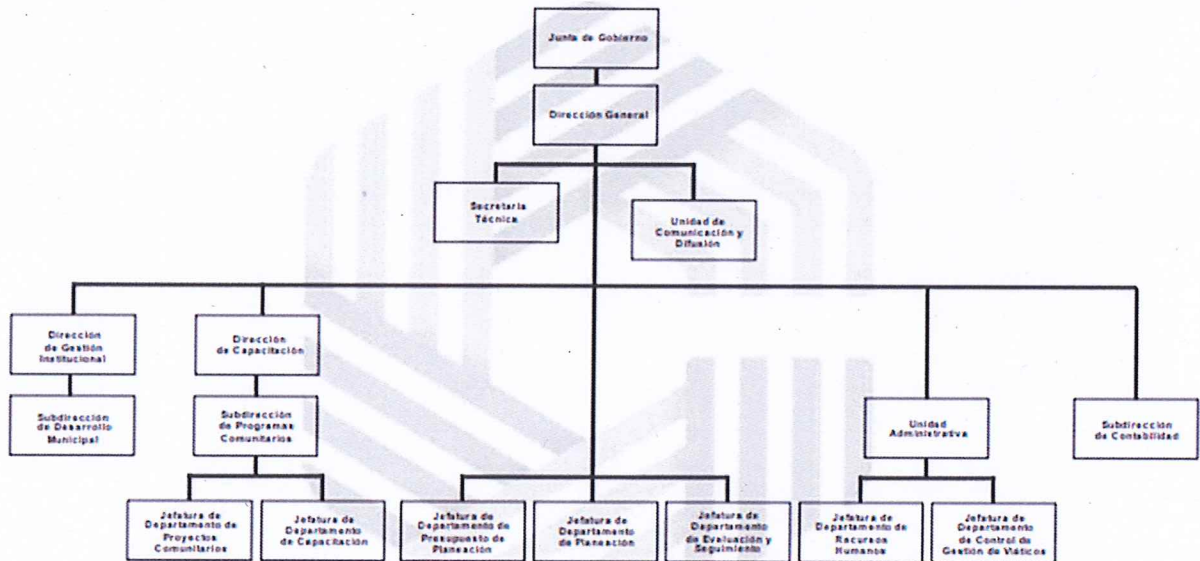 Junta de Gobierno
Dirección General
Secretaría
Técnica
Unidad de
Comunicación y
Difusión
Dirección
de Gestión
Institucional
Dirección
de Capacitación
Subdirección
de Desarrollo
Municipal
Subdirección
de Programas
Comunitarios
Unidad
Administrativa
Subdirección
de Contabilidad
Jefatura de
Departamento de
Proyectos
Comunitarios
Jefatura de
Departamento
de Capacitación
Jefatura de
Departamento de
Presupuesto de
Planeación
Jefatura de
Departamento
de Planeación
Jefatura de
Departamento
de Evaluación y
Seguimiento
Jefatura de
Departamento de
Recursos
Humanos
Jefatura de
Departamento
de Control de
Gestión de Viáticos